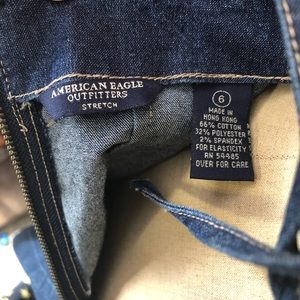 AMERICAN EAGLE
OUTFITTERS
STRETCH
6
MADE IN
HONG KONG
66% COTTON
32% POLYESTER
2% SPANDEX
FOR ELASTICITY
RN 54485
OVER FOR CARE